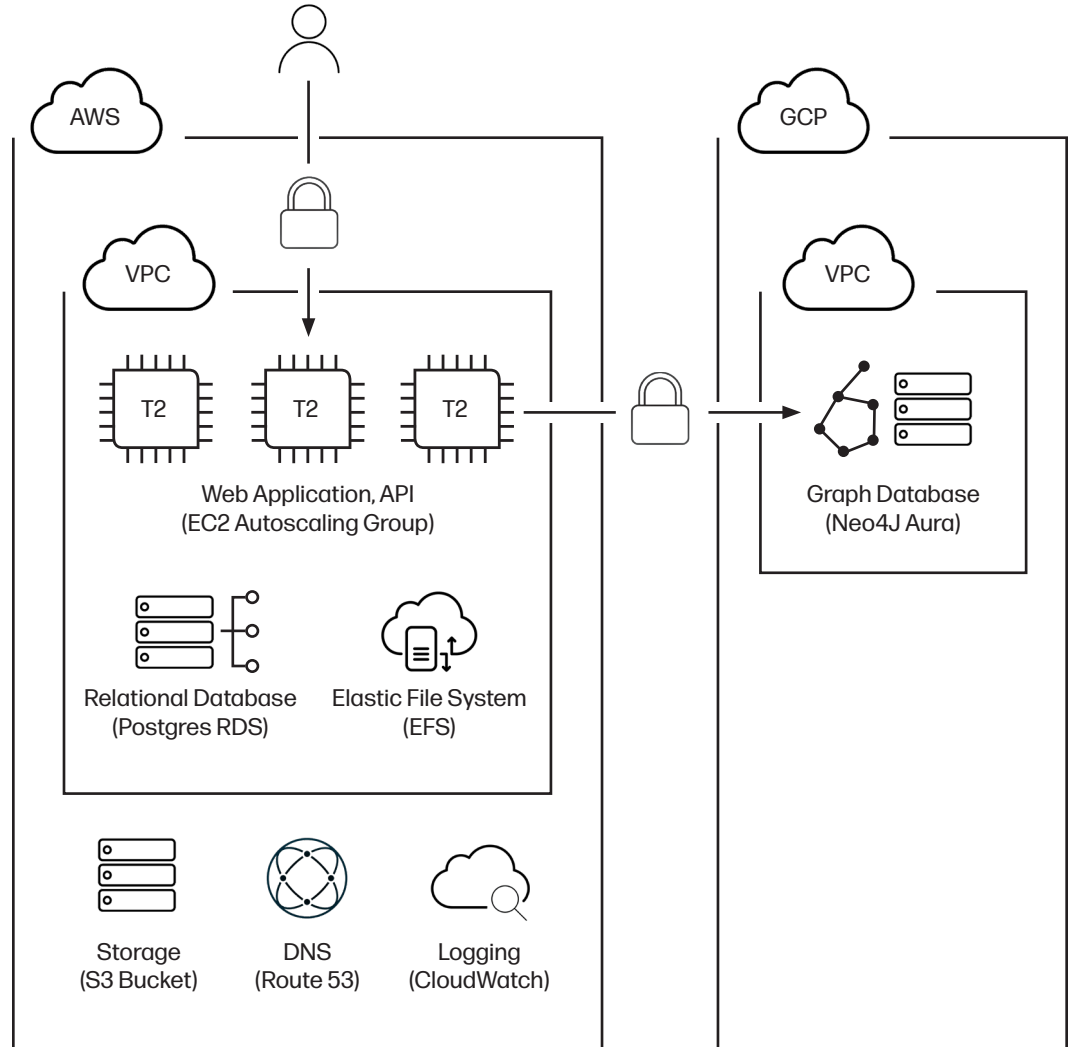 AWS
GCP
VPC
VPC
T2
T2
T2
Web Application, API
(EC2 Autoscaling Group)
Graph Database
(Neo4J Aura)
Relational Database
(Postgres RDS)
Elastic File System
(EFS)
Storage
(S3 Bucket)
DNS
(Route 53)
Logging
(CloudWatch)